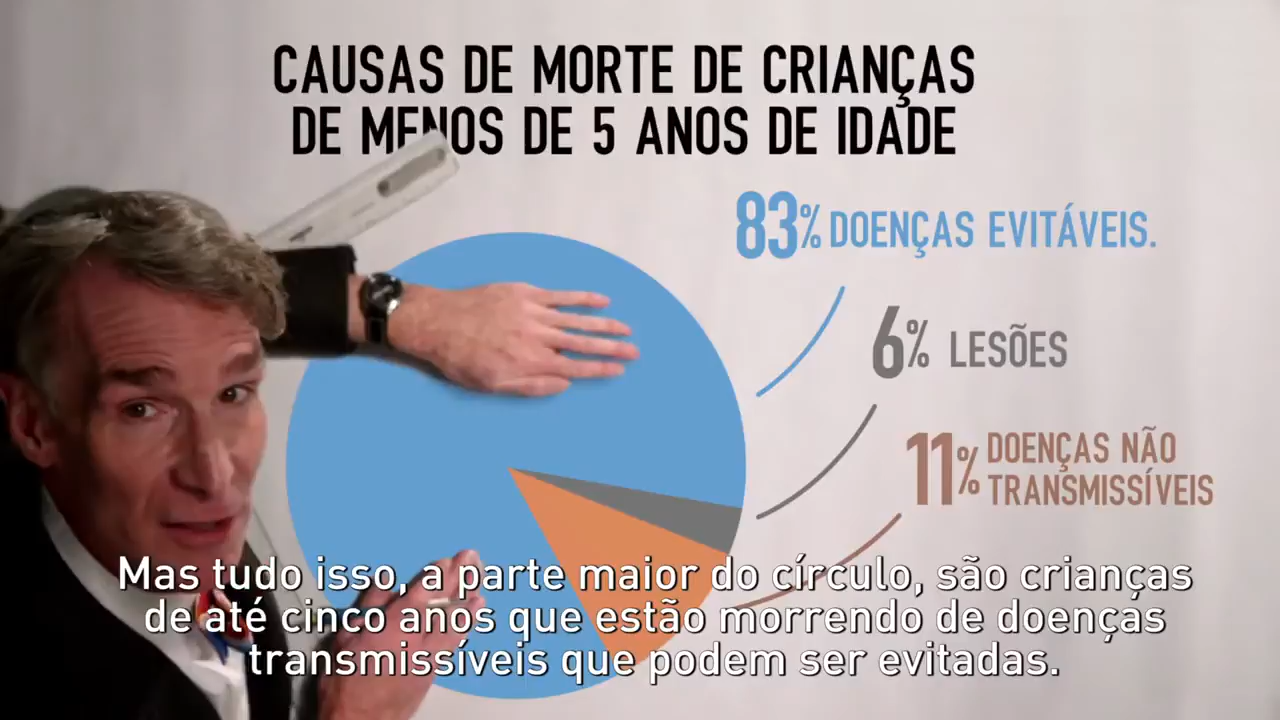 CAUSAS DE MORTE DE CRIANÇAS
DE MENOS DE 5 ANOS DE IDADE
83% DOENÇAS EVITÁVEIS.
6% LESÕES
11% DOENÇAS NÃO
TRANSMISSÍVEIS
Mas tudo isso, a parte maior do círculo, são crianças
de até cinco anos que estão morrendo de doenças
transmissíveis que podem ser evitadas.